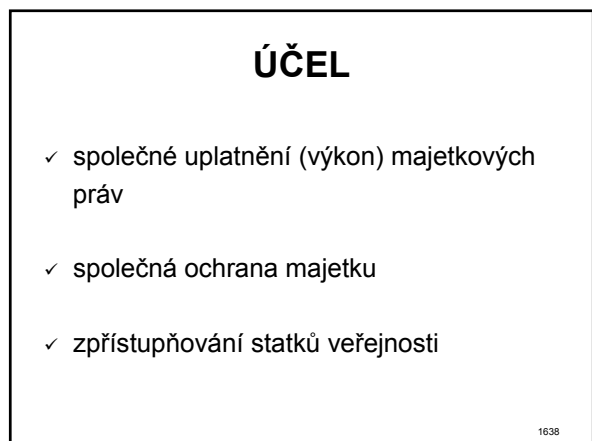 ÚČEL
✓ společné uplatnění (výkon) majetkových
práv
✓ společná ochrana majetku
✓ zpřístupňování statků veřejnosti
1638